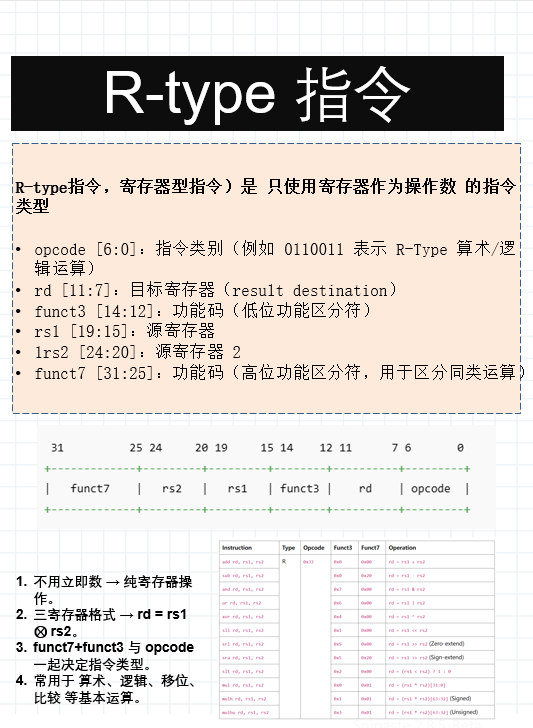 R-type 指令
R-type指令，寄存器型指令）是 只使用寄存器作为操作数 的指令
类型
• opcode [6:0]：指令类别（例如 0110011 表示 R-Type 算术/逻
辑运算）
• rd [11:7]：目标寄存器（result destination）
• funct3 [14:12]：功能码（低位功能区分符）
• rs1 [19:15]：源寄存器
• 1rs2 [24:20]：源寄存器 2
• funct7 [31:25]：功能码（高位功能区分符，用于区分同类运算）
31 25 24 20 19 15 14 12 11 7 6 0
+-----------+--------+--------+--------+---------+--------+
| funct7 | rs2 | rs1 | funct3 | rd | opcode |
+-----------+--------+--------+--------+---------+--------+
1. 不用立即数 → 纯寄存器操
作。
2. 三寄存器格式 → rd = rs1
⊗ rs2。
3. funct7+funct3 与 opcode
一起决定指令类型。
4. 常用于 算术、逻辑、移位、
比较 等基本运算。
Instruction Type Opcode Funct3 Funct7 Operation
add rd, rs1, rs2 R 0x33 0x0 0x00 rd = rs1 + rs2
sub rd, rs1, rs2 0x0 0x20 rd = rs1 - rs2
and rd, rs1, rs2 0x7 0x00 rd = rs1 & rs2
or rd, rs1, rs2 0x6 0x00 rd = rs1 | rs2
xor rd, rs1, rs2 0x4 0x00 rd = rs1 ^ rs2
sll rd, rs1, rs2 0x1 0x00 rd = rs1 << rs2
srl rd, rs1, rs2 0x5 0x00 rd = rs1 >> rs2 (Zero-extend)
sra rd, rs1, rs2 0x5 0x20 rd = rs1 >> rs2 (Sign-extend)
slt rd, rs1, rs2 0x2 0x00 rd = (rs1 < rs2) ? 1 : 0
mul rd, rs1, rs2 0x0 0x01 rd = (rs1 * rs2)[31:0]
mulh rd, rs1, rs2 0x1 0x01 rd = (rs1 * rs2)[63:32] (Signed)
mulhu rd, rs1, rs2 0x3 0x01 rd = (rs1 * rs2)[63:32] (Unsigned)